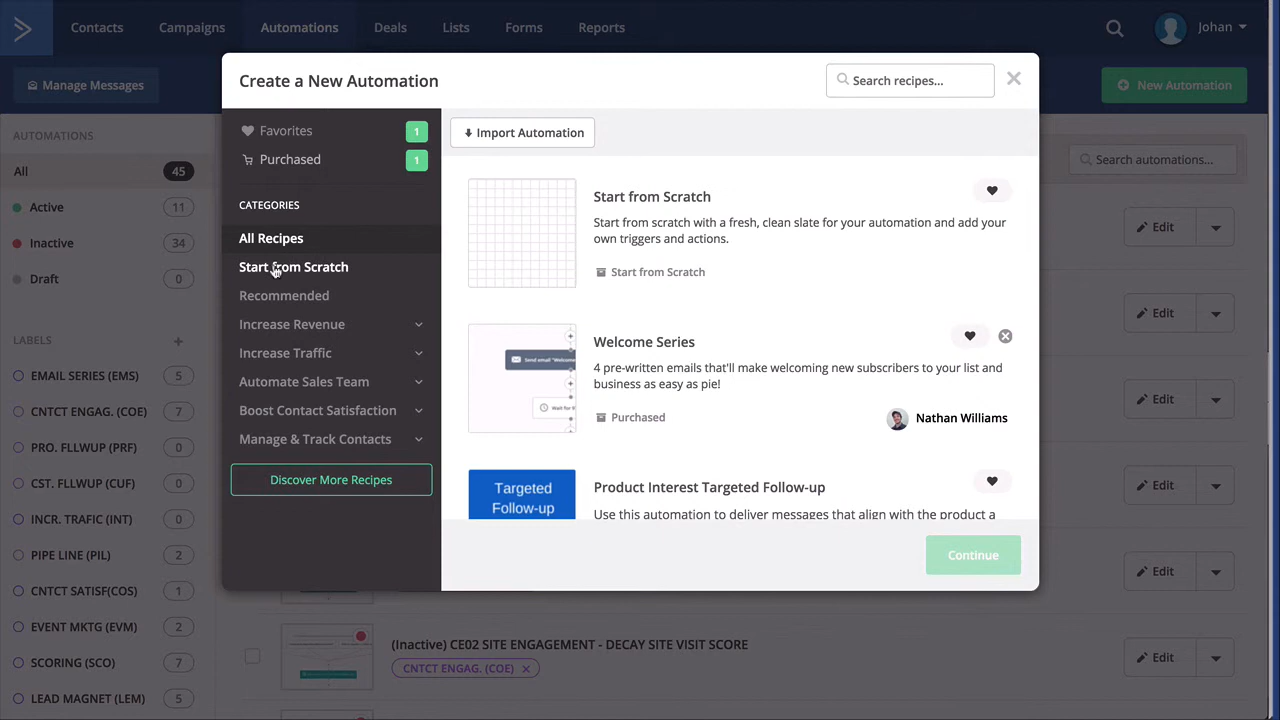 Contacts
Campaigns
Automations
Deals
Lists
Forms
Reports
Johan
Manage Messages
New Automation
AUTOMATIONS
All 45
Active 11
Inactive 34
Draft 0
LABELS +
EMAIL SERIES (EMS) 5
CNTCT ENGAG. (COE) 7
PRO. FLLWUP (PRF) 0
CST. FLLWUP (CUF) 0
INCR. TRAFIC (INT) 0
PIPE LINE (PIL) 2
CNTCT SATISF(COS) 1
EVENT MKTG (EVM) 2
SCORING (SCO) 7
LEAD MAGNET (LEM) 5
Create a New Automation
Search recipes...
Favorites 1
Purchased 1
CATEGORIES
All Recipes
Start from Scratch
Recommended
Increase Revenue
Increase Traffic
Automate Sales Team
Boost Contact Satisfaction
Manage & Track Contacts
Discover More Recipes
Import Automation
Start from Scratch
Start from scratch with a fresh, clean slate for your automation and add your
own triggers and actions.
Start from Scratch
Send email "Welcome
Wait for
Welcome Series
4 pre-written emails that'll make welcoming new subscribers to your list and
business as easy as pie!
Purchased
Nathan Williams
Targeted
Follow-up
Product Interest Targeted Follow-up
Use this automation to deliver messages that align with the product a
Continue
Search automations...
Edit
Edit
Edit
Edit
Edit
(Inactive) CE02 SITE ENGAGEMENT - DECAY SITE VISIT SCORE
CNTCT ENGAG. (COE) ×
Edit